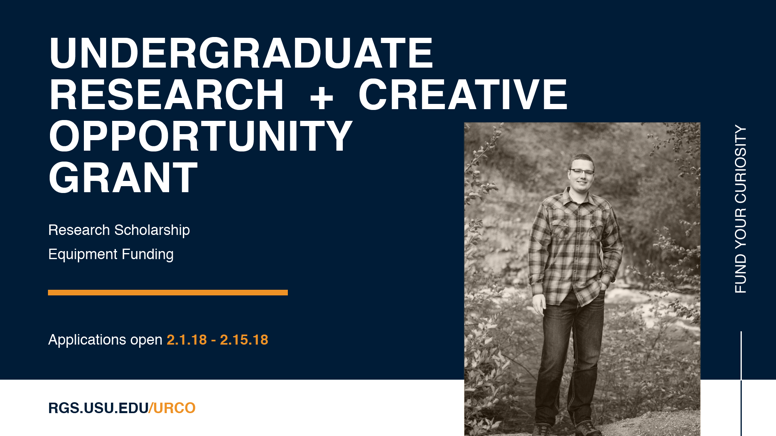 UNDERGRADUATE
RESEARCH + CREATIVE
OPPORTUNITY
GRANT
Research Scholarship
Equipment Funding
Applications open 2.1.18 - 2.15.18
RGS.USU.EDU/URCO
FUND YOUR CURIOSITY